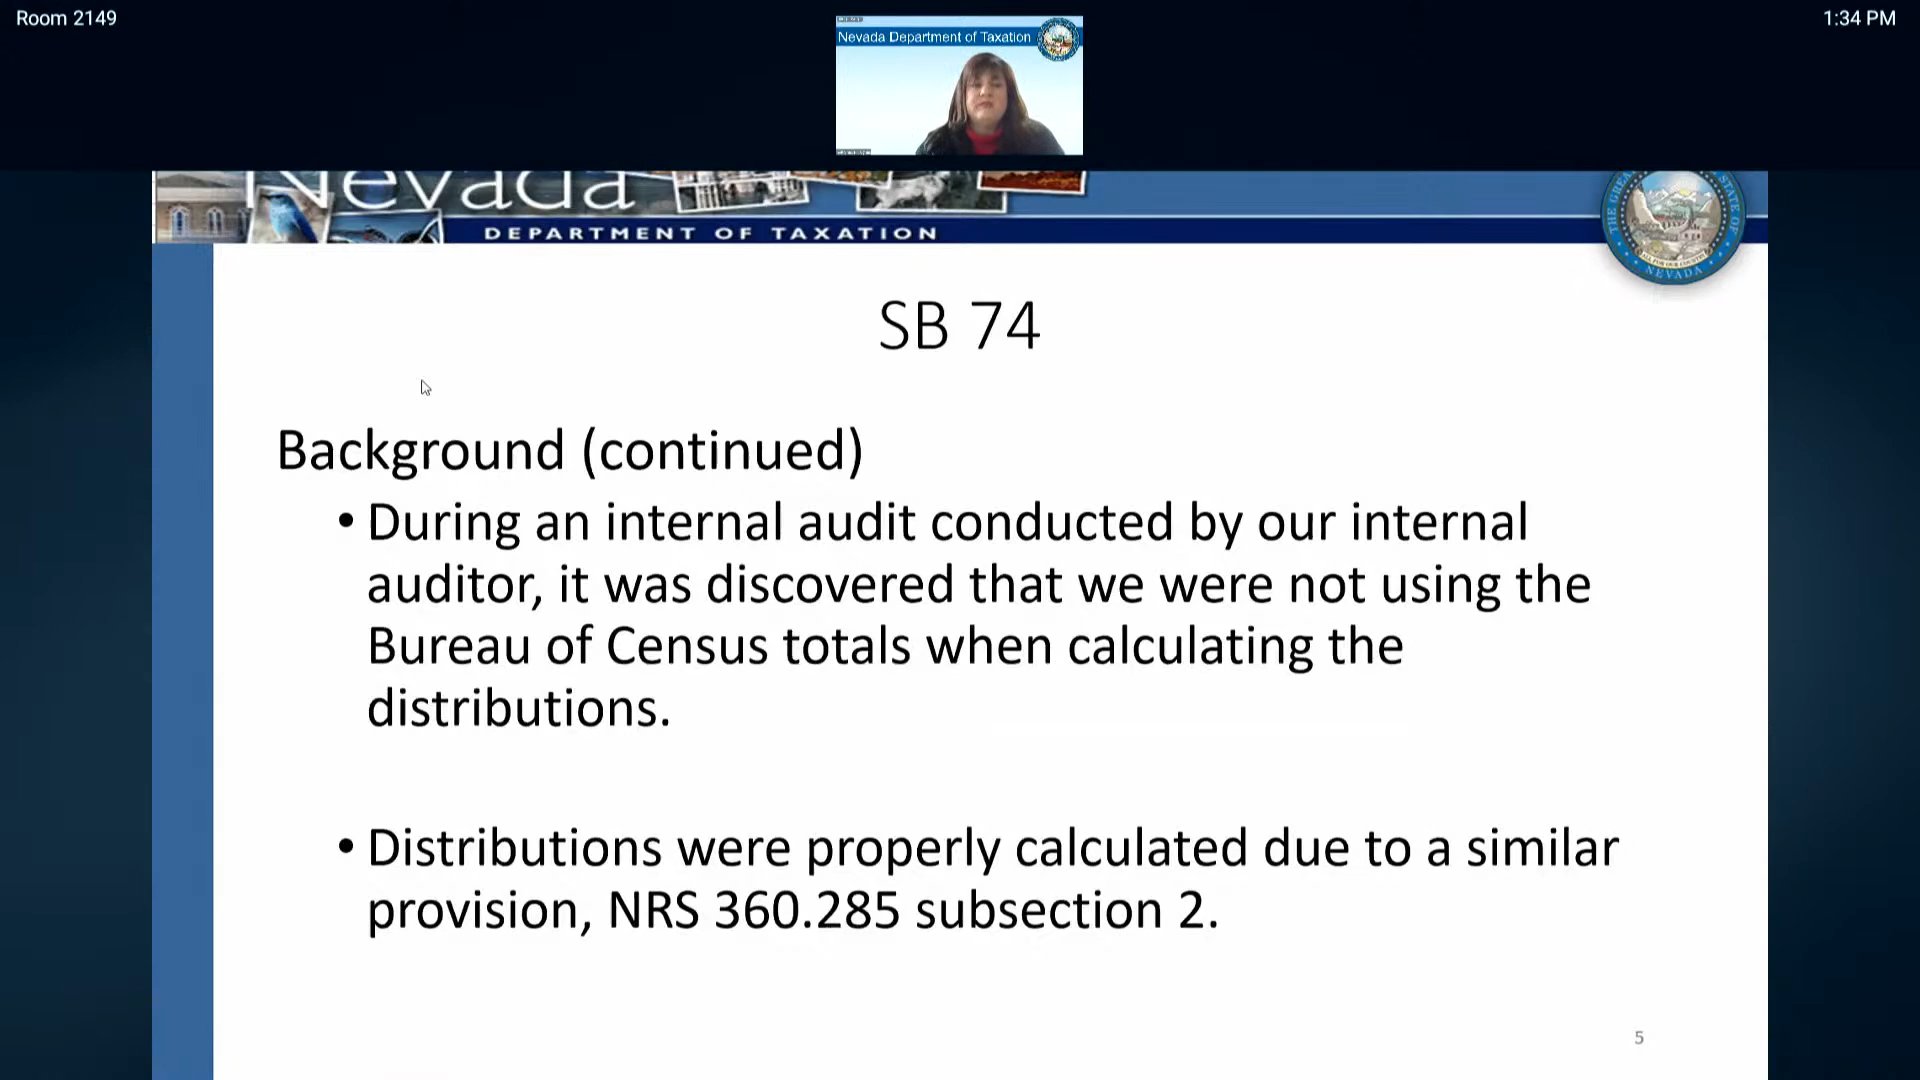 Room 2149
1:34 PM
Nevada Department of Taxation
Nevada
DEPARTMENT OF TAXATION
SB 74
Background (continued)
• During an internal audit conducted by our internal
auditor, it was discovered that we were not using the
Bureau of Census totals when calculating the
distributions.
• Distributions were properly calculated due to a similar
provision, NRS 360.285 subsection 2.
5